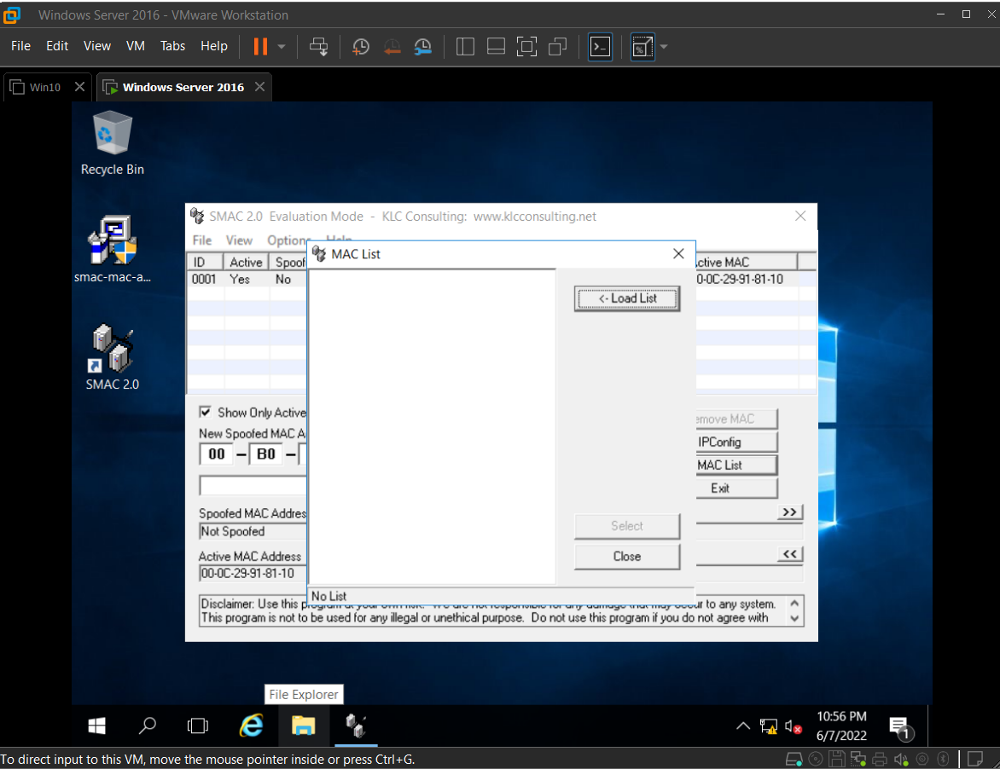 Windows Server 2016 - VMware Workstation
File Edit View VM Tabs Help
Win10 Windows Server 2016
Recycle Bin
smac-mac-a...
SMAC 2.0
SMAC 2.0 Evaluation Mode - KLC Consulting: www.klcconsulting.net
File View Options Help
MAC List
ID Active Spoof ctive MAC
0001 Yes No 0-0C-29-91-81-10
<- Load List
Show Only Active
New Spoofed MAC A
00 - B0 -
emove MAC
IPConfig
MAC List
Exit
>>
Spoofed MAC Addres
Not Spoofed
Select
Close
<<
Active MAC Address
00-0C-29-91-81-10
No List
Disclaimer: Use this program at your own risk. We are not responsible for any damage that may occur to any system.
This program is not to be used for any illegal or unethical purpose. Do not use this program if you do not agree with
File Explorer
10:56 PM
6/7/2022
1
To direct input to this VM, move the mouse pointer inside or press Ctrl+G.